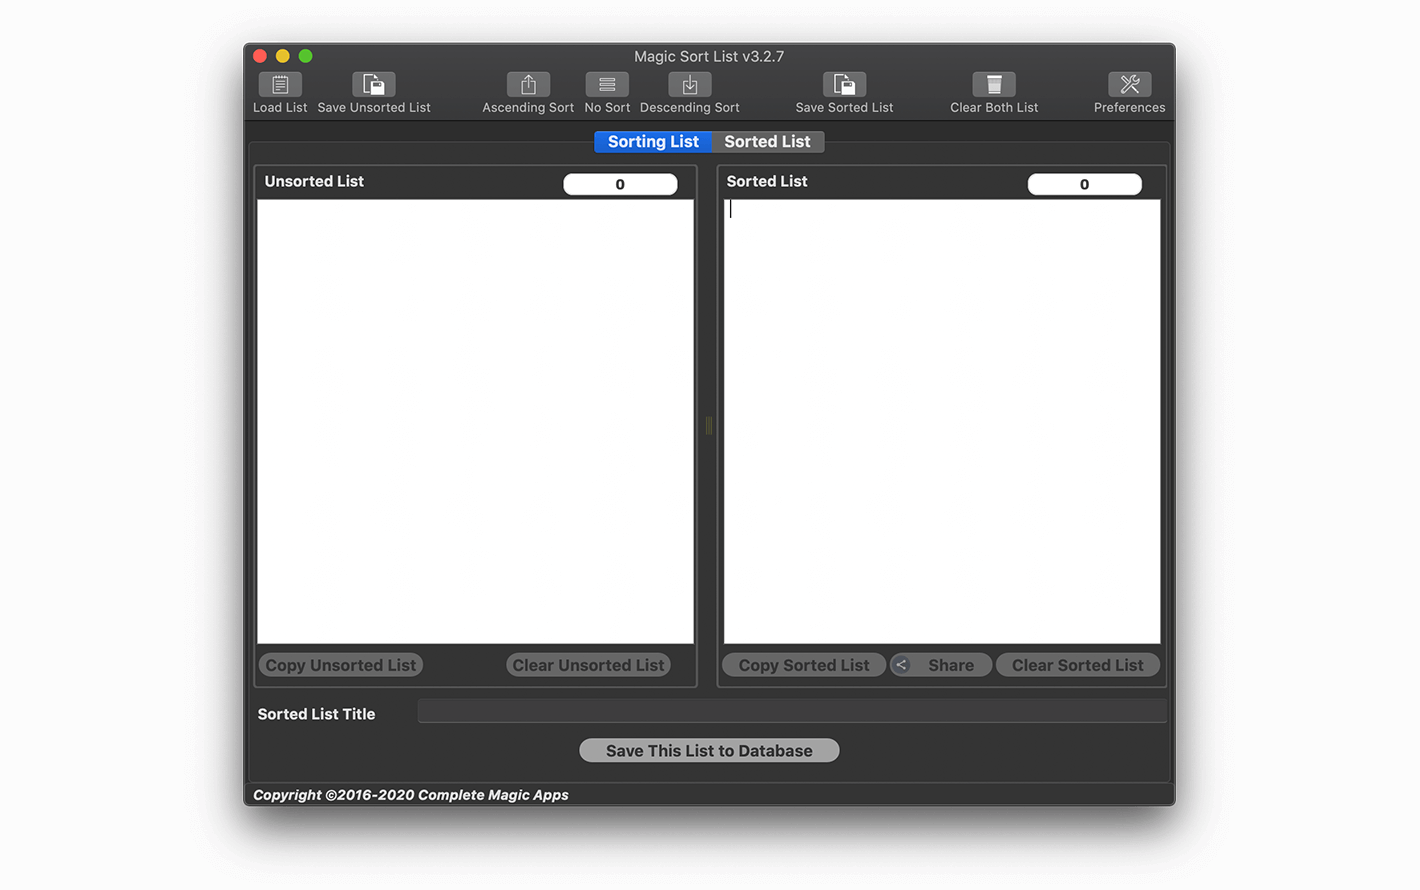 Magic Sort List v3.2.7
Load List Save Unsorted List Ascending Sort No Sort Descending Sort Save Sorted List Clear Both List Preferences
Sorting List Sorted List
Unsorted List 0 Sorted List 0
Copy Unsorted List Clear Unsorted List Copy Sorted List Share Clear Sorted List
Sorted List Title
Save This List to Database
Copyright ©2016-2020 Complete Magic Apps